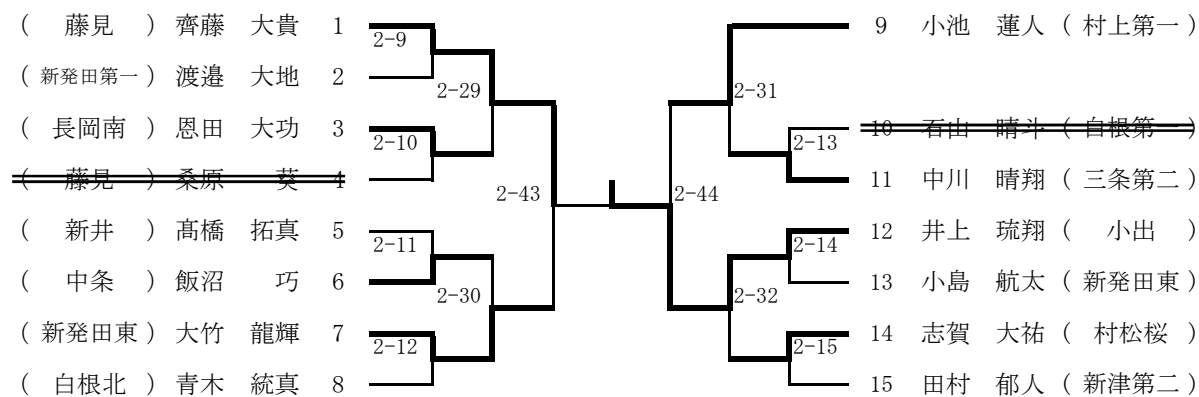 ( 藤見 ) 齊藤 大貴 1
( 新発田第一 ) 渡邉 大地 2
( 長岡南 ) 恩田 大功 3
( 藤見 ) 桑原 葵 4
( 新井 ) 髙橋 拓真 5
( 中条 ) 飯沼 巧 6
( 新発田東 ) 大竹 龍輝 7
( 白根北 ) 青木 統真 8
2-9
2-10
2-11
2-12
2-29
2-30
2-43
2-44
2-31
2-32
2-13
2-14
2-15
9 小池 蓮人 ( 村上第一 )
10 石山 晴斗 ( 白根第一 )
11 中川 晴翔 ( 三条第二 )
12 井上 琉翔 ( 小出 )
13 小島 航太 ( 新発田東 )
14 志賀 大祐 ( 村松桜 )
15 田村 郁人 ( 新津第二 )